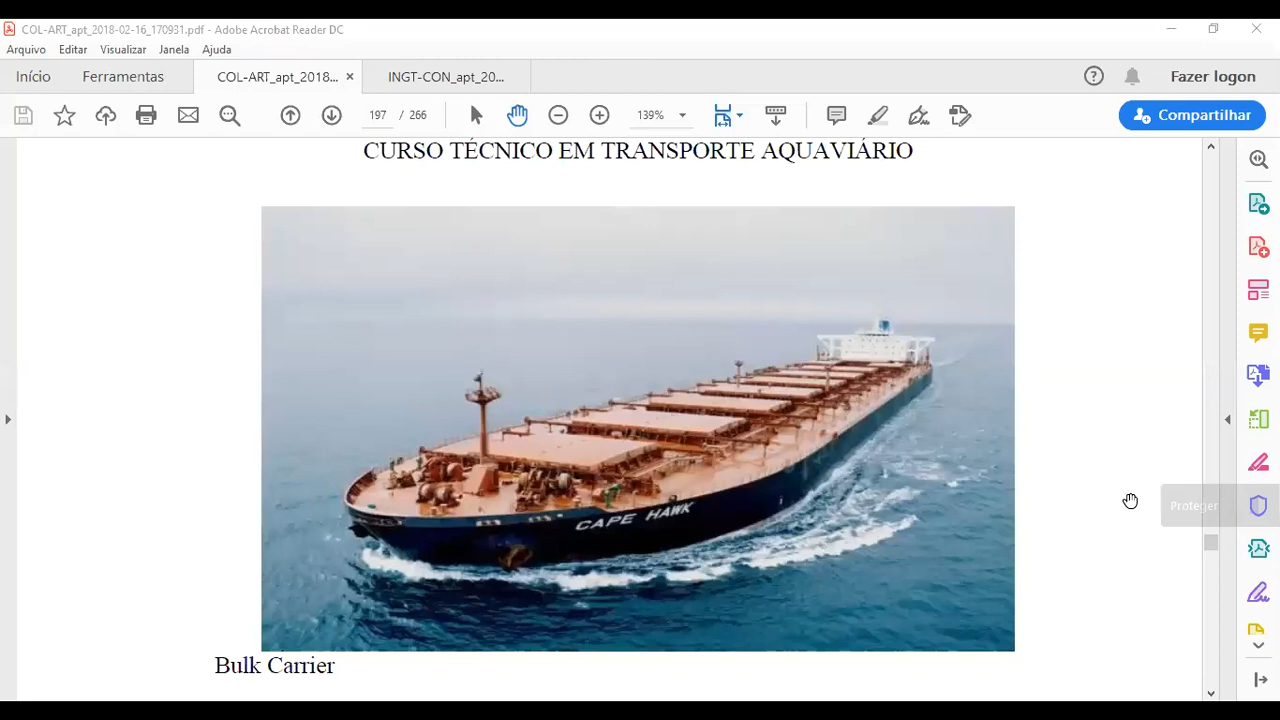 COL-ART_apt_2018-02-16_170931.pdf - Adobe Acrobat Reader DC
Arquivo Editar Visualizar Janela Ajuda
Início Ferramentas COL-ART_apt_2018... × INGT-CON_apt_20... Fazer logon
197 / 266 139% Compartilhar
CURSO TÉCNICO EM TRANSPORTE AQUAVIÁRIO
CAPE HAWK
Proteger
Bulk Carrier